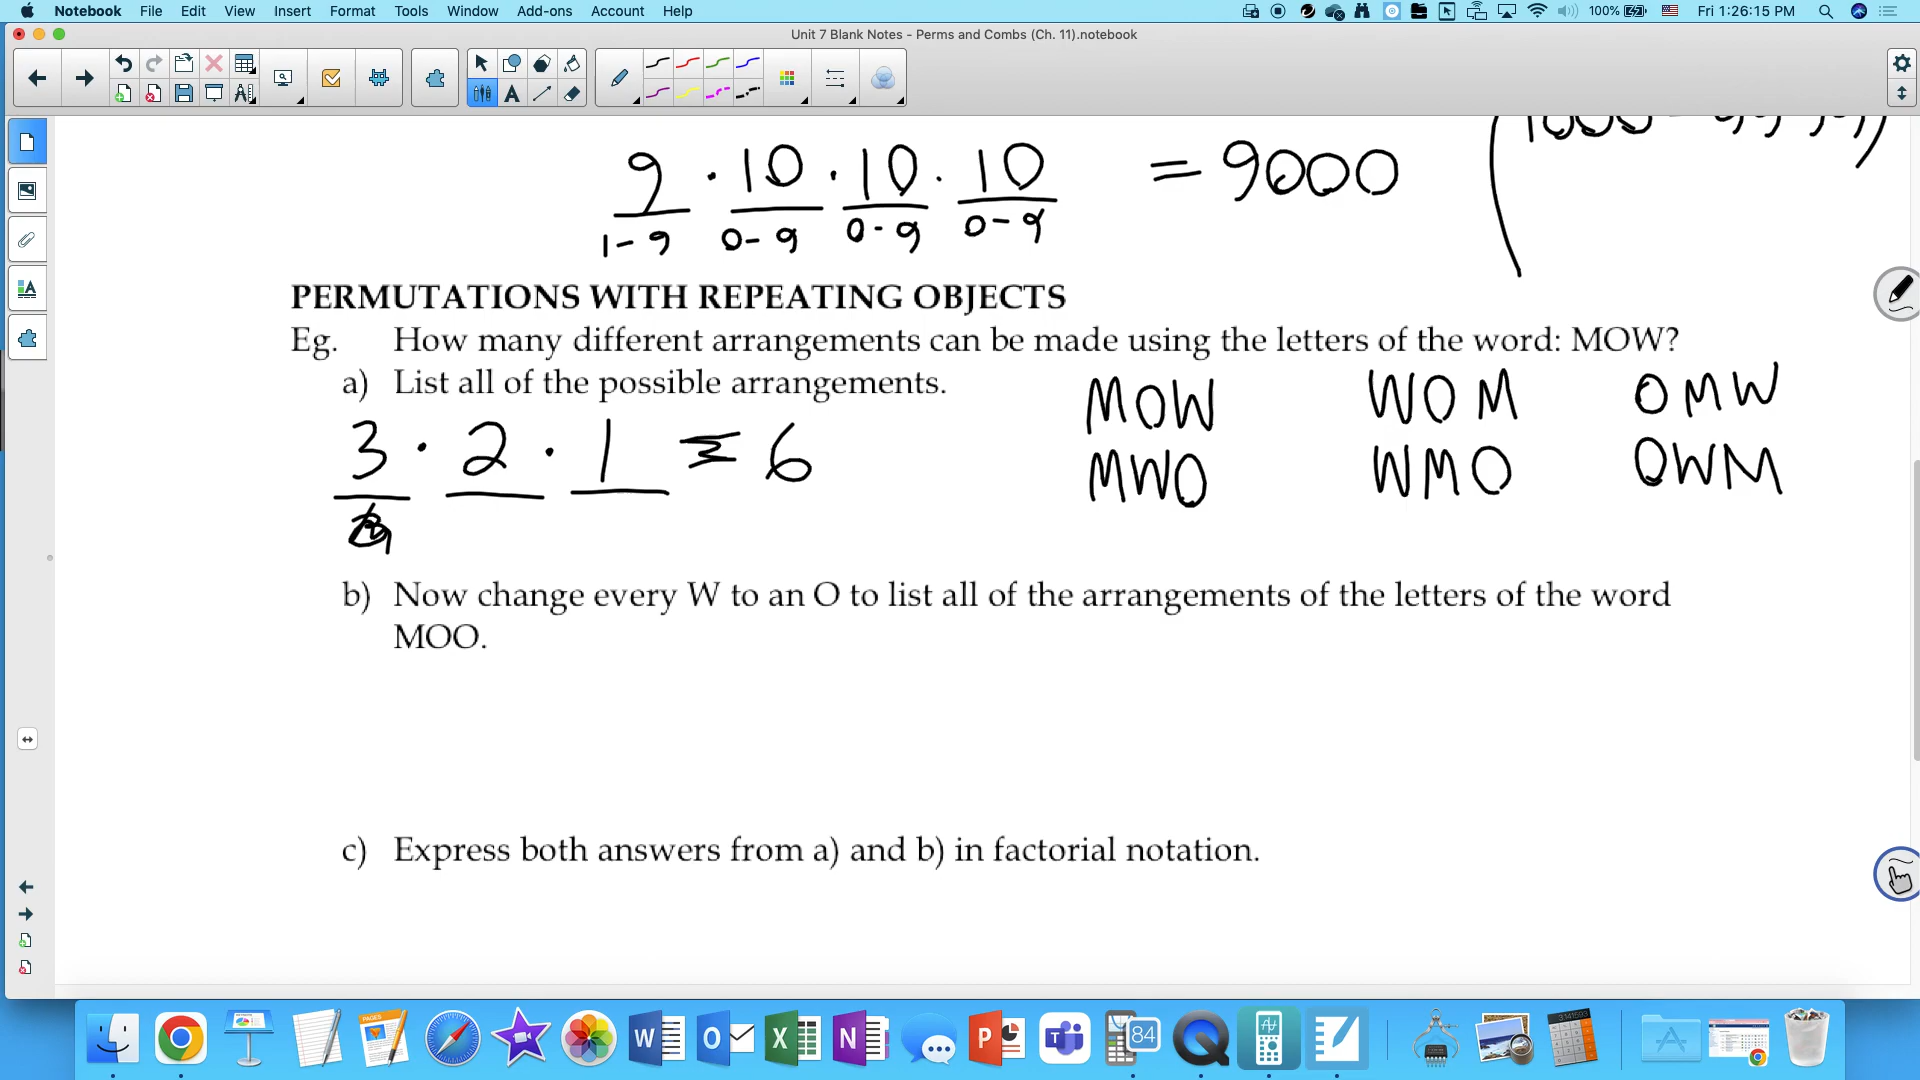 Notebook File Edit View Insert Format Tools Window Add-ons Account Help 100% Fri 1:26:15 PM
Unit 7 Blank Notes - Perms and Combs (Ch. 11).notebook
9 · 10 · 10 · 10 = 9000
1-9 0-9 0-9 0-9
PERMUTATIONS WITH REPEATING OBJECTS
Eg. How many different arrangements can be made using the letters of the word: MOW?
a) List all of the possible arrangements.
MOW WOM OMW
3 · 2 · 1 = 6
MWO WMO OWM
b) Now change every W to an O to list all of the arrangements of the letters of the word
MOO.
c) Express both answers from a) and b) in factorial notation.